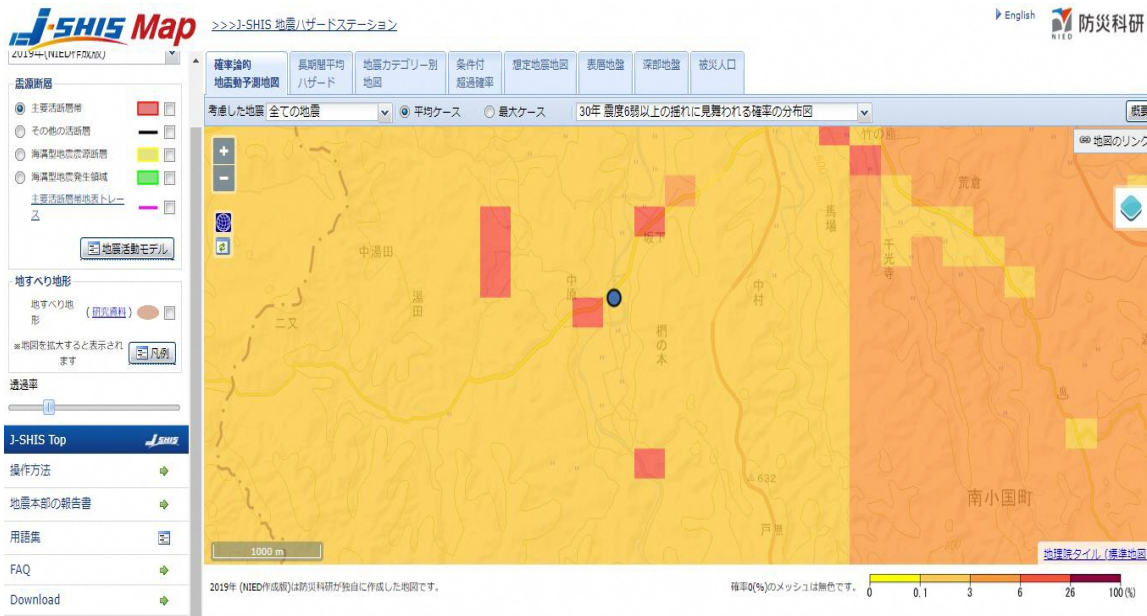 J-SHIS Map
>>>J-SHIS 地震ハザードステーション
English
NIED 防災科研
2019年(NIED作成版)
震源断層
主要活断層帯
その他の活断層
海溝型地震震源断層
海溝型地震発生領域
主要活断層帯地表トレー
ス
地震活動モデル
地すべり地形
地すべり地
形
(研究資料)
※地図を拡大すると表示され
ます
凡例
透過率
J-SHIS Top J-SHIS
操作方法
地震本部の報告書
用語集
FAQ
Download
確率論的
地震動予測地図
長期間平均
ハザード
地震カテゴリー別
地図
条件付
超過確率
想定地震地図
表層地盤
深部地盤
被災人口
考慮した地震 全ての地震 平均ケース 最大ケース 30年 震度6弱以上の揺れに見舞われる確率の分布図 概要
+
−
地図のリンク
竹の熊
荒倉
馬場
坂下
中湯田
千光寺
中原
中村
湯田
二又
椚の木
632
南小国町
戸無
1000 m
地理院タイル (標準地図
2019年 (NIED作成版)は防災科研が独自に作成した地図です。
確率0(%)のメッシュは無色です。
0 0.1 3 6 26 100 (%)